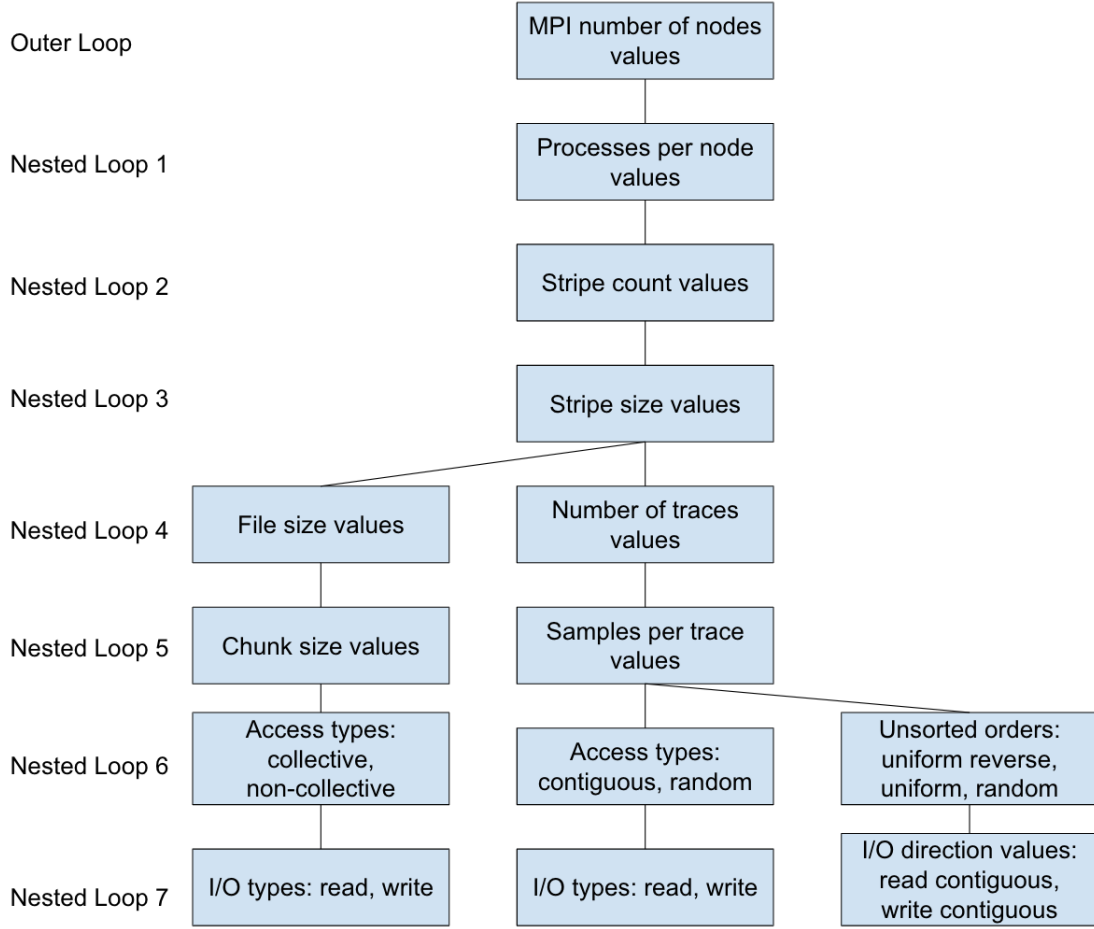 Outer Loop
MPI number of nodes
values
Nested Loop 1
Processes per node
values
Nested Loop 2
Stripe count values
Nested Loop 3
Stripe size values
Nested Loop 4
File size values
Number of traces
values
Nested Loop 5
Chunk size values
Samples per trace
values
Nested Loop 6
Access types:
collective,
non-collective
Access types:
contiguous, random
Unsorted orders:
uniform reverse,
uniform, random
Nested Loop 7
I/O types: read, write
I/O types: read, write
I/O direction values:
read contiguous,
write contiguous